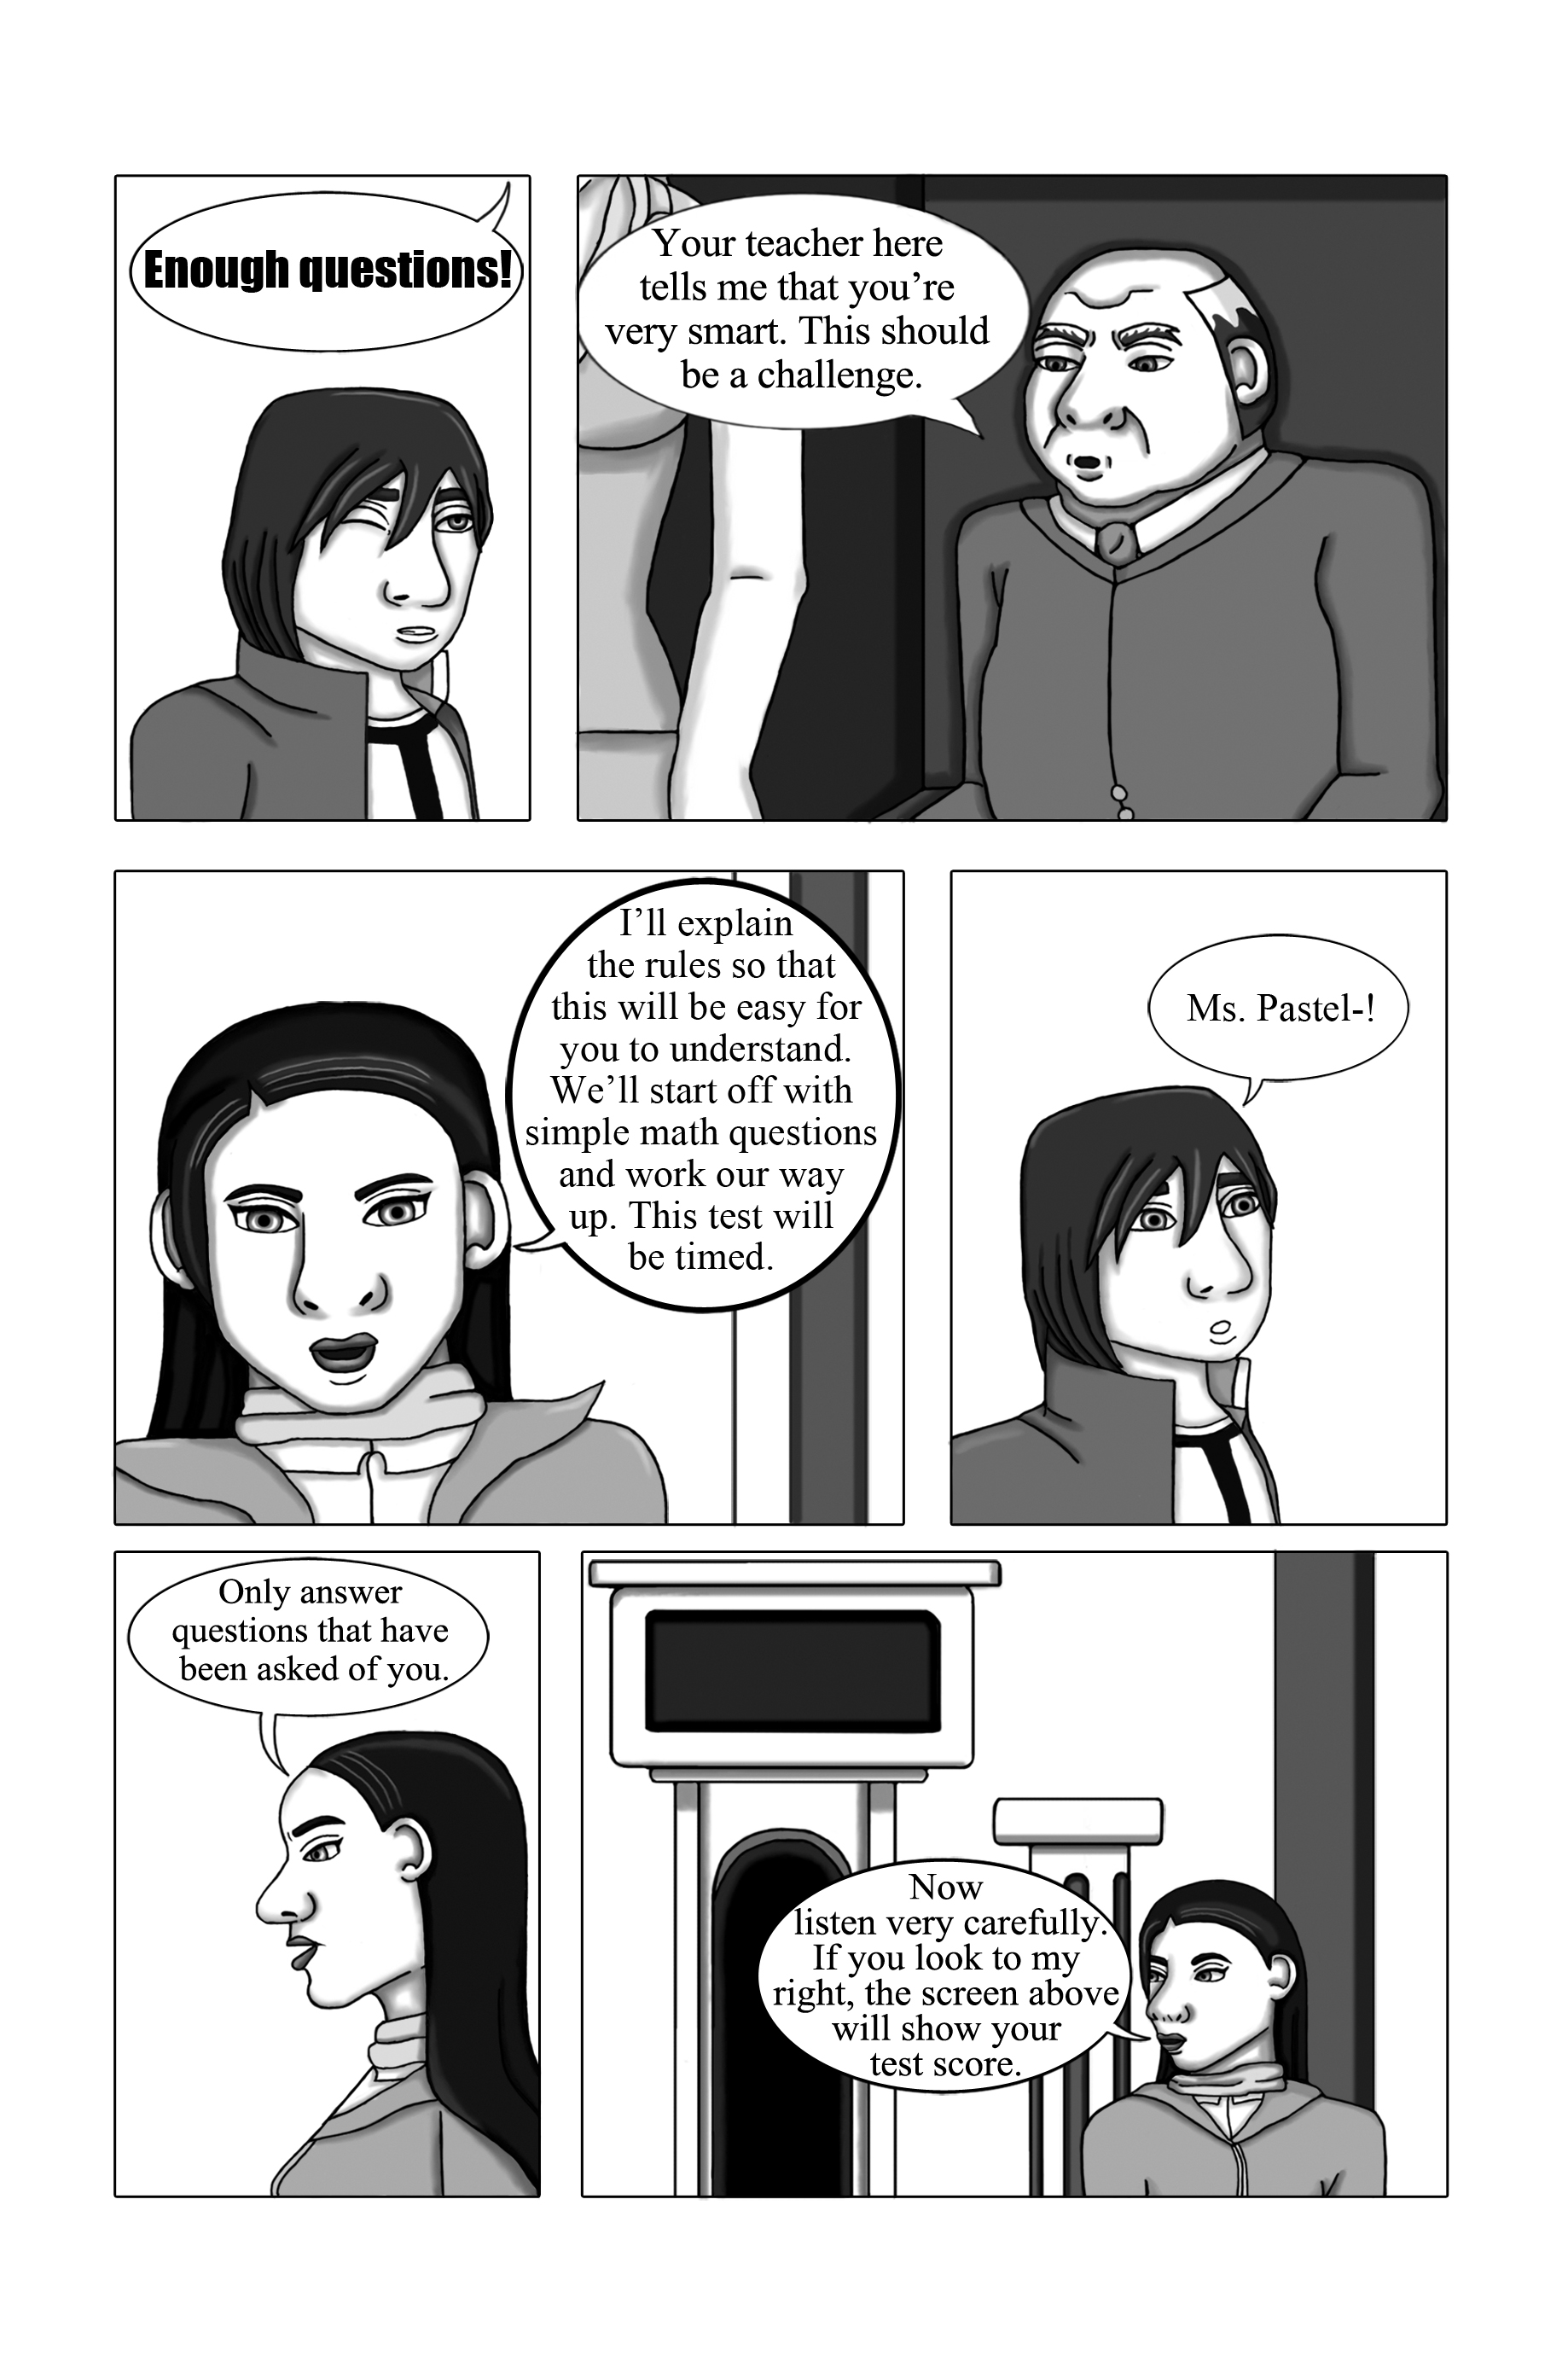 Enough questions!
Your teacher here
tells me that you're
very smart. This should
be a challenge.
I'll explain
the rules so that
this will be easy for
you to understand.
We'll start off with
simple math questions
and work our way
up. This test will
be timed.
Ms. Pastel-!
Only answer
questions that have
been asked of you.
Now
listen very carefully.
If you look to my
right, the screen above
will show your
test score.